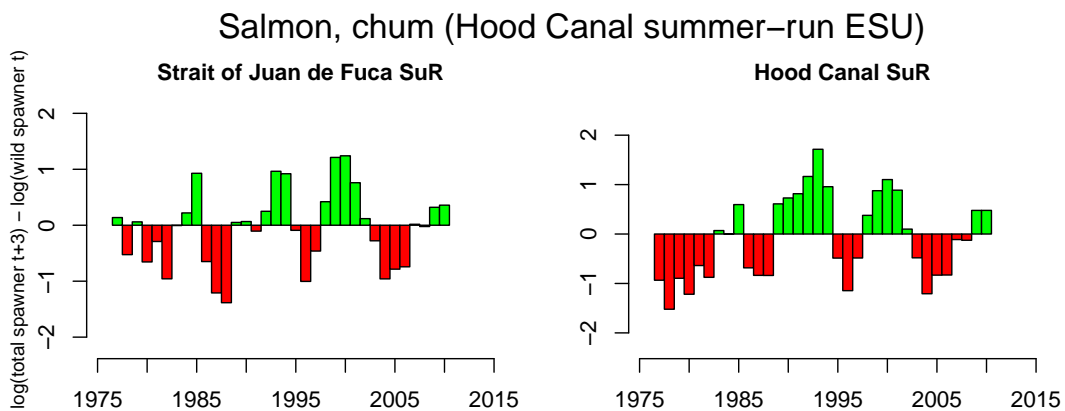 Salmon, chum (Hood Canal summer−run ESU)
log(total spawner t+3) − log(wild spawner t)
Strait of Juan de Fuca SuR
2
1
0
−1
−2
1975 1985 1995 2005 2015
Hood Canal SuR
2
1
0
−1
−2
1975 1985 1995 2005 2015